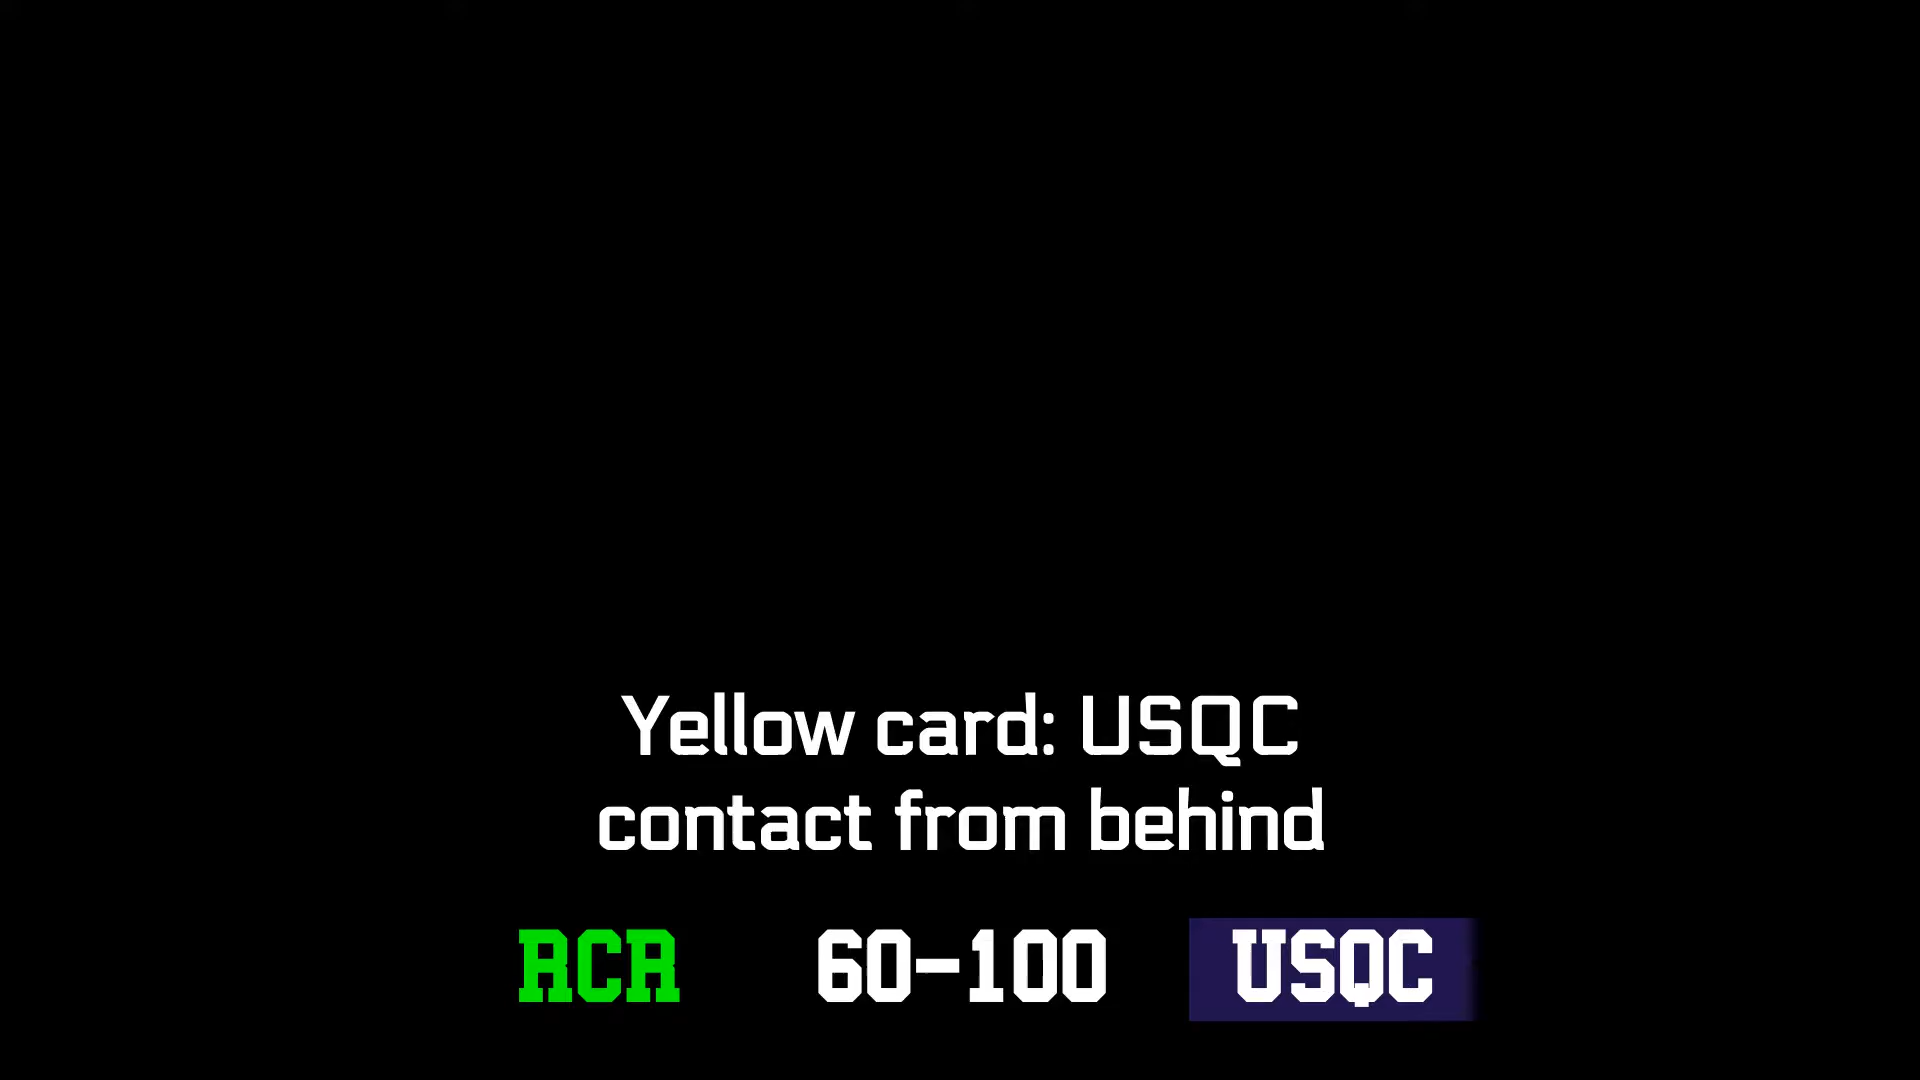 Yellow card: USQC
contact from behind
RCR 60-100 USQC